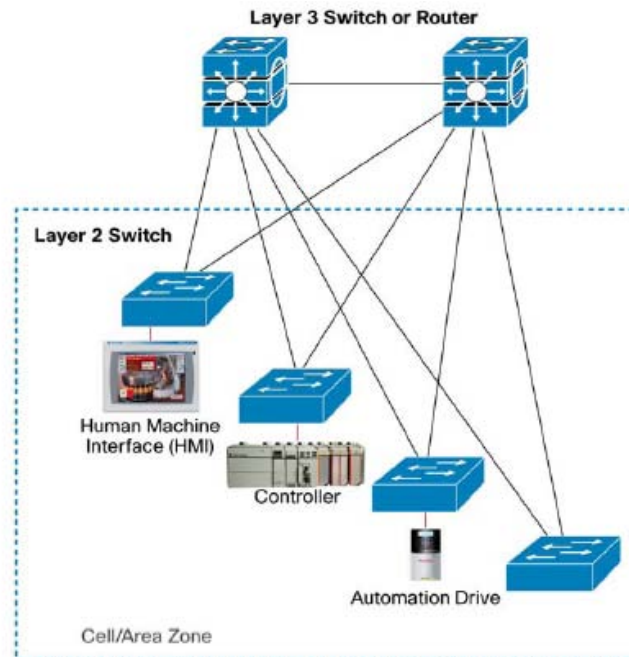 Layer 3 Switch or Router
Layer 2 Switch
Human Machine
Interface (HMI)
Controller
Automation Drive
Cell/Area Zone